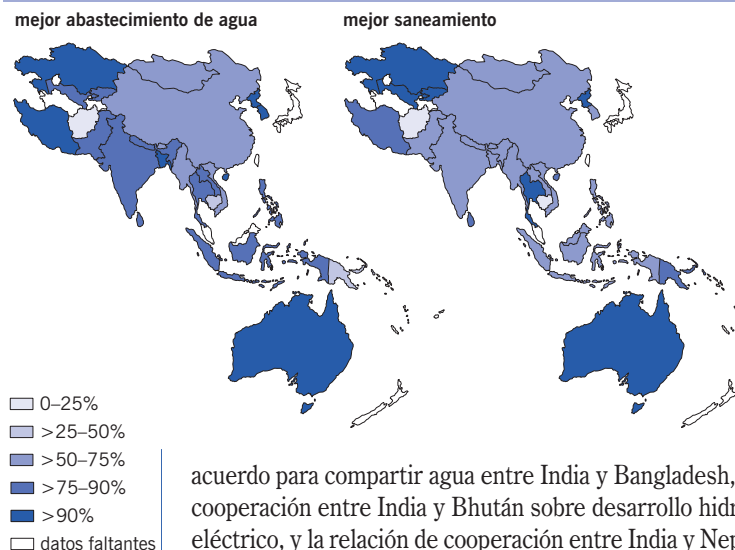 mejor abastecimiento de agua
mejor saneamiento
0–25%
>25–50%
>50–75%
>75–90%
>90%
datos faltantes
acuerdo para compartir agua entre India y Bangladesh,
cooperación entre India y Bhután sobre desarrollo hidr
eléctrico, y la relación de cooperación entre India y Nep